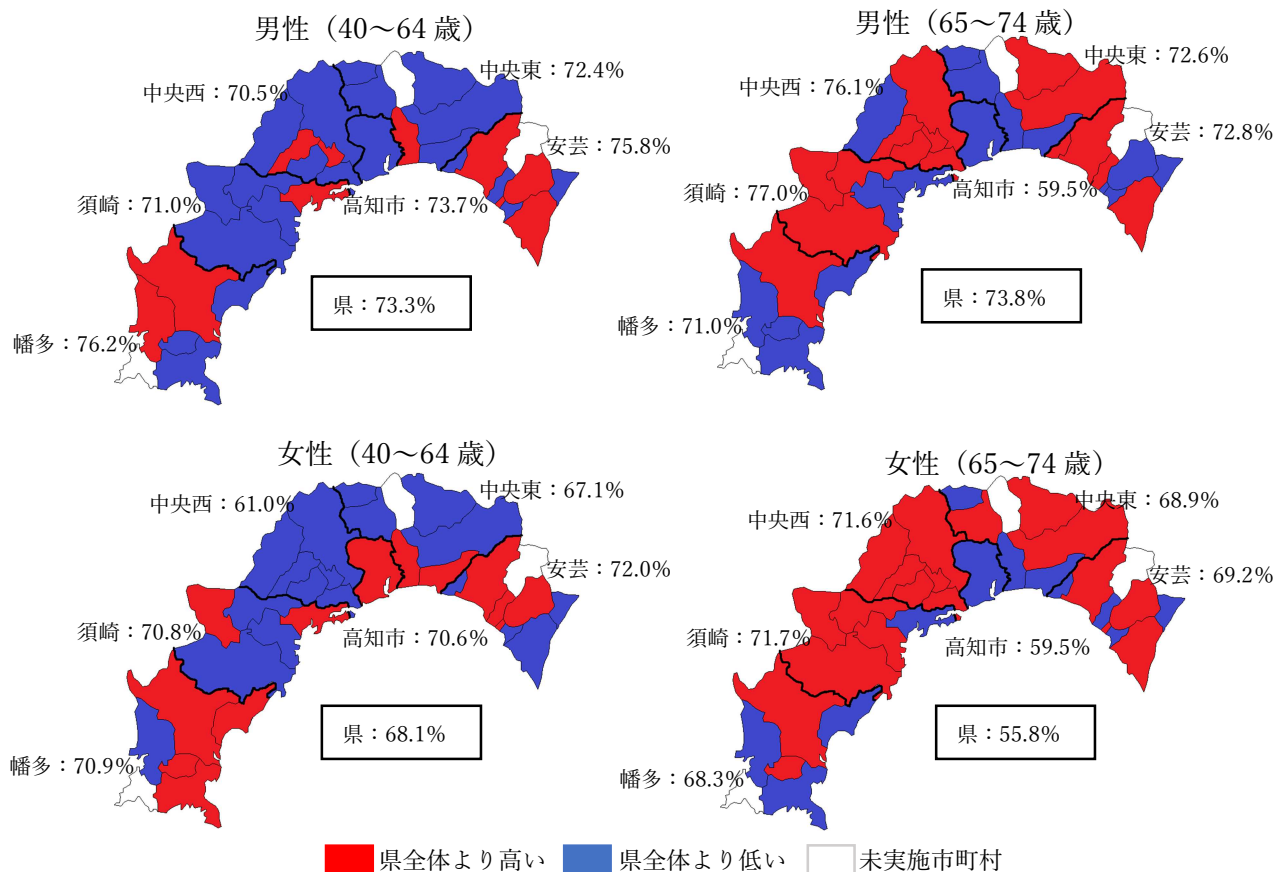 男性（40～64 歳）
中央東：72.4%
中央西：70.5%
安芸：75.8%
須崎：71.0%
高知市：73.7%
県：73.3%
幡多：76.2%
男性（65～74 歳）
中央東：72.6%
中央西：76.1%
安芸：72.8%
須崎：77.0%
高知市：59.5%
県：73.8%
幡多：71.0%
女性（40～64 歳）
中央東：67.1%
中央西：61.0%
安芸：72.0%
須崎：70.8%
高知市：70.6%
県：68.1%
幡多：70.9%
女性（65～74 歳）
中央東：68.9%
中央西：71.6%
安芸：69.2%
須崎：71.7%
高知市：59.5%
県：55.8%
幡多：68.3%
県全体より高い
県全体より低い
未実施市町村